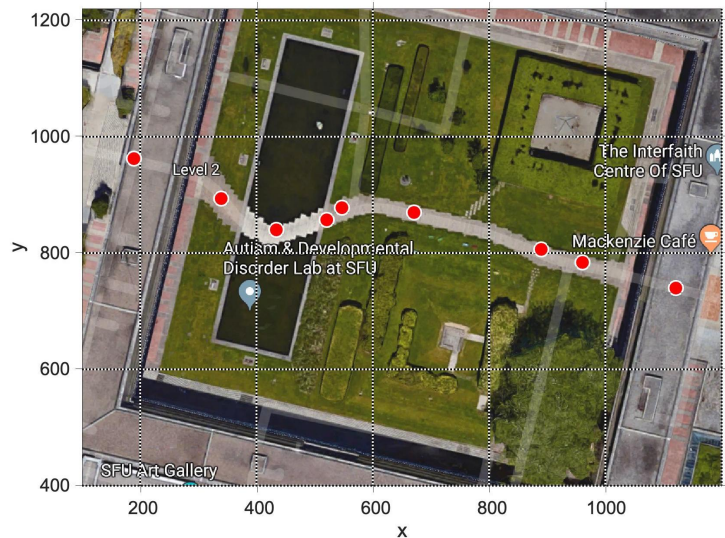 1200
1000
800
600
400
y
Level 2
The Interfaith
Centre Of SFU
Mackenzie Café
Autism & Developmental
Disorder Lab at SFU
SFU Art Gallery
200
400
600
800
1000
x